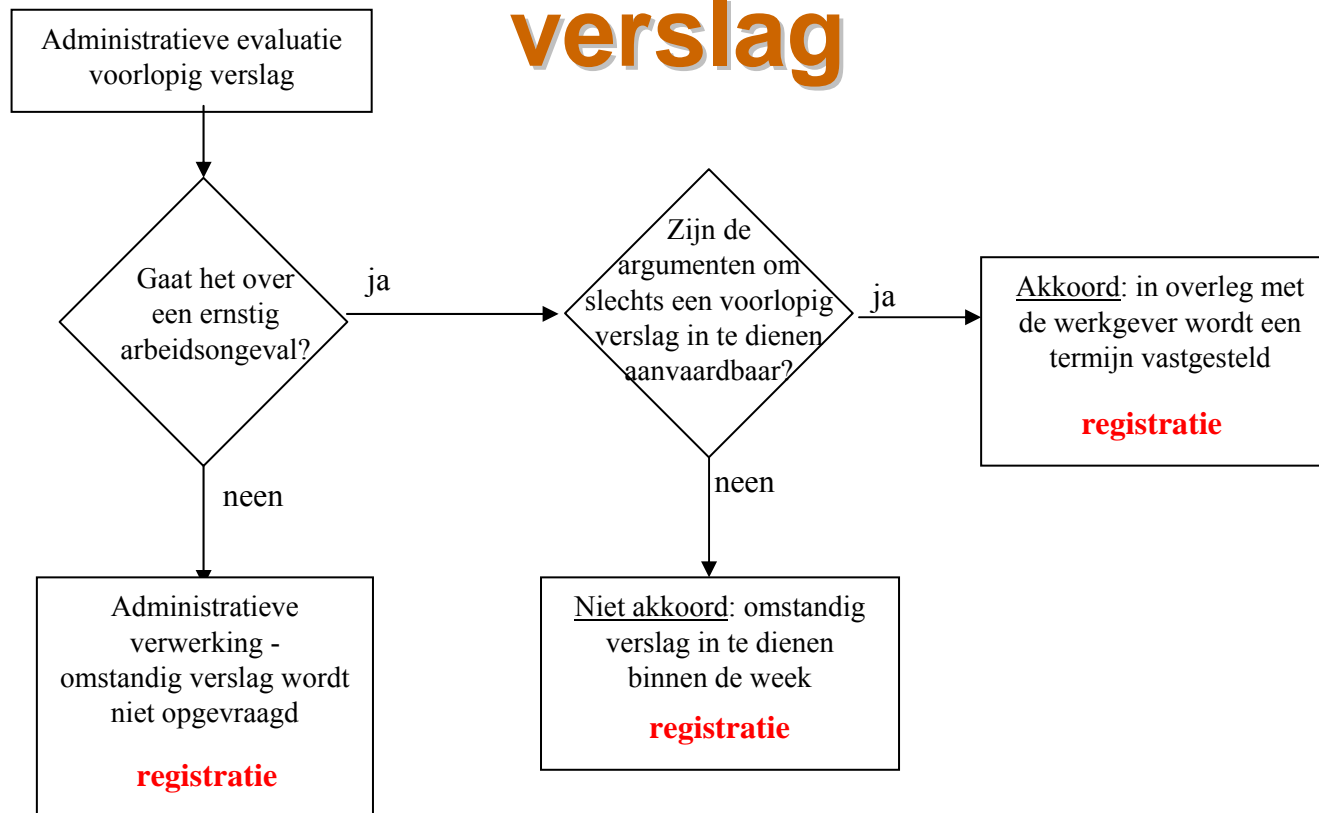 verslag
Administratieve evaluatie
voorlopig verslag
Gaat het over
een ernstig
arbeidsongeval?
ja
neen
Zijn de
argumenten om
slechts een voorlopig
verslag in te dienen
aanvaardbaar?
ja
neen
Akkoord: in overleg met
de werkgever wordt een
termijn vastgesteld
registratie
Administratieve
verwerking -
omstandig verslag wordt
niet opgevraagd
registratie
Niet akkoord: omstandig
verslag in te dienen
binnen de week
registratie